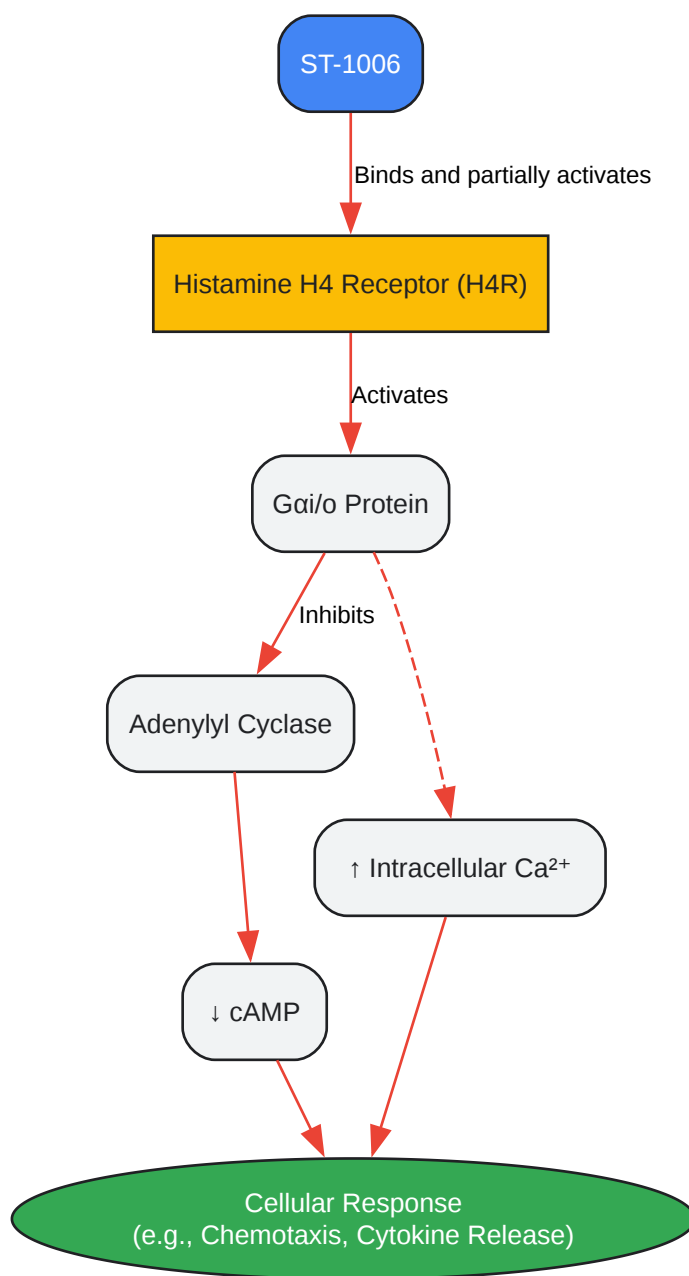 ST-1006
Binds and partially activates
Histamine H4 Receptor (H4R)
Activates
Gαi/o Protein
Inhibits
Adenylyl Cyclase
↑ Intracellular Ca²⁺
↓ cAMP
Cellular Response
(e.g., Chemotaxis, Cytokine Release)